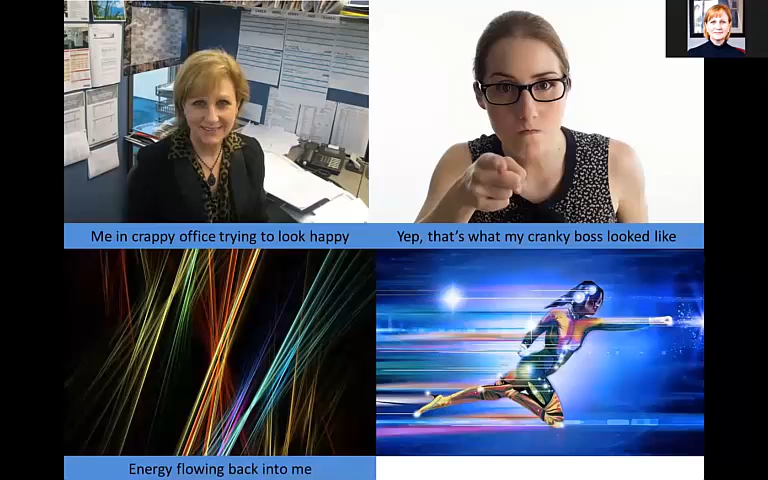 Me in crappy office trying to look happy
Yep, that's what my cranky boss looked like
Energy flowing back into me